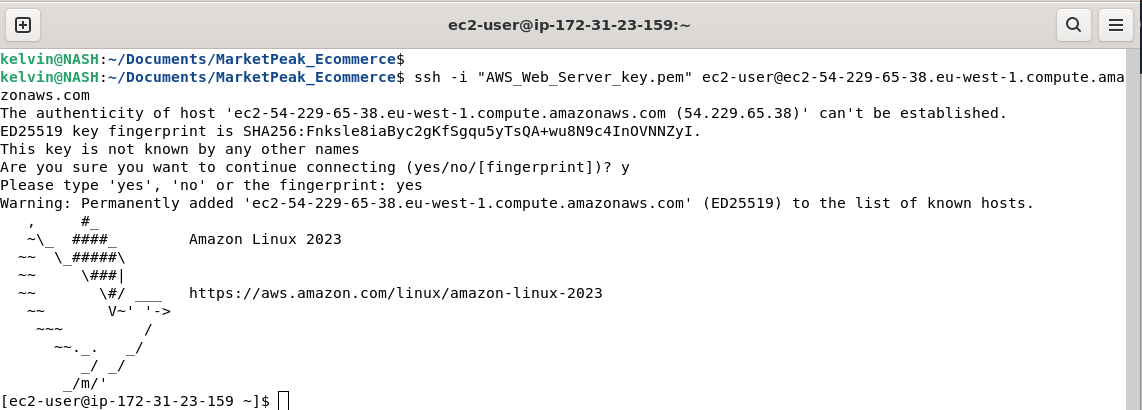 ec2-user@ip-172-31-23-159:~
kelvin@NASH:~/Documents/MarketPeak_Ecommerce$
kelvin@NASH:~/Documents/MarketPeak_Ecommerce$ ssh -i "AWS_Web_Server_key.pem" ec2-user@ec2-54-229-65-38.eu-west-1.compute.ama
zonaws.com
The authenticity of host 'ec2-54-229-65-38.eu-west-1.compute.amazonaws.com (54.229.65.38)' can't be established.
ED25519 key fingerprint is SHA256:Fnksle8iaByc2gKfSgqu5yTsQA+wu8N9c4InOVNNZyI.
This key is not known by any other names
Are you sure you want to continue connecting (yes/no/[fingerprint])? y
Please type 'yes', 'no' or the fingerprint: yes
Warning: Permanently added 'ec2-54-229-65-38.eu-west-1.compute.amazonaws.com' (ED25519) to the list of known hosts.
   ,     #_
   ~\_  ####_        Amazon Linux 2023
  ~~  \_#####\
  ~~     \###|
  ~~       \#/ ___   https://aws.amazon.com/linux/amazon-linux-2023
   ~~       V~' '->
    ~~~         /
      ~~._.   _/
         _/ _/
       _/m/'
[ec2-user@ip-172-31-23-159 ~]$